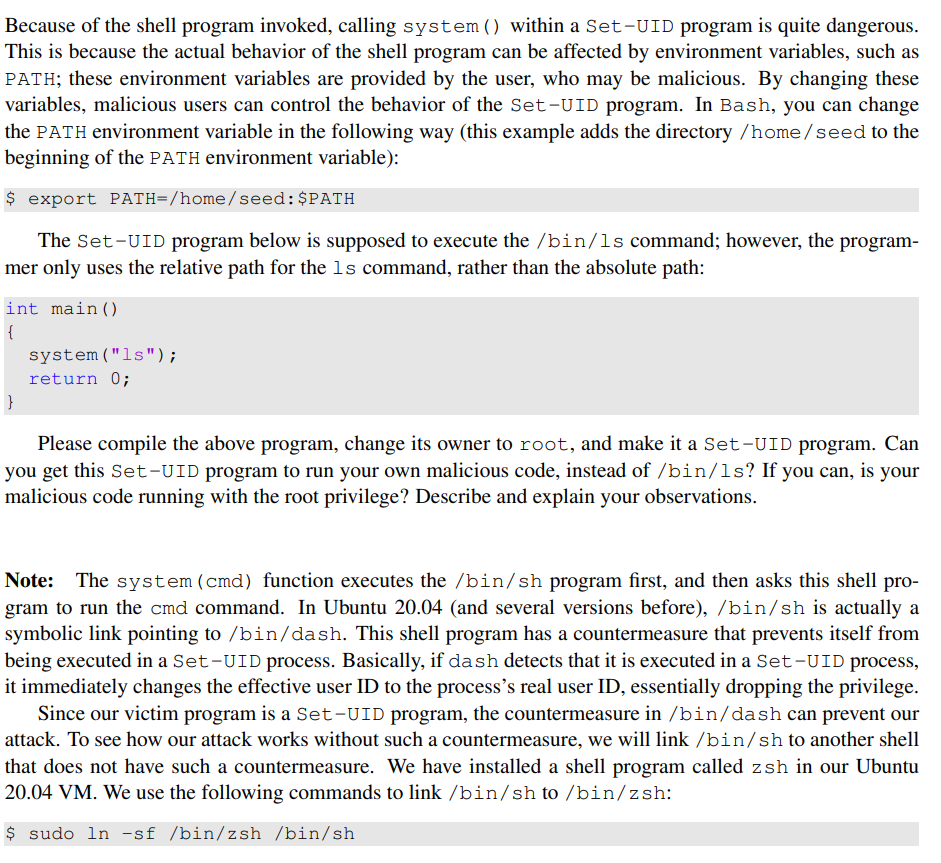 Because of the shell program invoked, calling system() within a Set-UID program is quite dangerous.
This is because the actual behavior of the shell program can be affected by environment variables, such as
PATH; these environment variables are provided by the user, who may be malicious. By changing these
variables, malicious users can control the behavior of the Set-UID program. In Bash, you can change
the PATH environment variable in the following way (this example adds the directory /home/seed to the
beginning of the PATH environment variable):
$ export PATH=/home/seed:$PATH
The Set-UID program below is supposed to execute the /bin/ls command; however, the program-
mer only uses the relative path for the ls command, rather than the absolute path:
int main()
{
system("ls");
return 0;
}
Please compile the above program, change its owner to root, and make it a Set-UID program. Can
you get this Set-UID program to run your own malicious code, instead of /bin/ls? If you can, is your
malicious code running with the root privilege? Describe and explain your observations.
Note: The system(cmd) function executes the /bin/sh program first, and then asks this shell pro-
gram to run the cmd command. In Ubuntu 20.04 (and several versions before), /bin/sh is actually a
symbolic link pointing to /bin/dash. This shell program has a countermeasure that prevents itself from
being executed in a Set-UID process. Basically, if dash detects that it is executed in a Set-UID process,
it immediately changes the effective user ID to the process's real user ID, essentially dropping the privilege.
Since our victim program is a Set-UID program, the countermeasure in /bin/dash can prevent our
attack. To see how our attack works without such a countermeasure, we will link /bin/sh to another shell
that does not have such a countermeasure. We have installed a shell program called zsh in our Ubuntu
20.04 VM. We use the following commands to link /bin/sh to /bin/zsh:
$ sudo ln -sf /bin/zsh /bin/sh